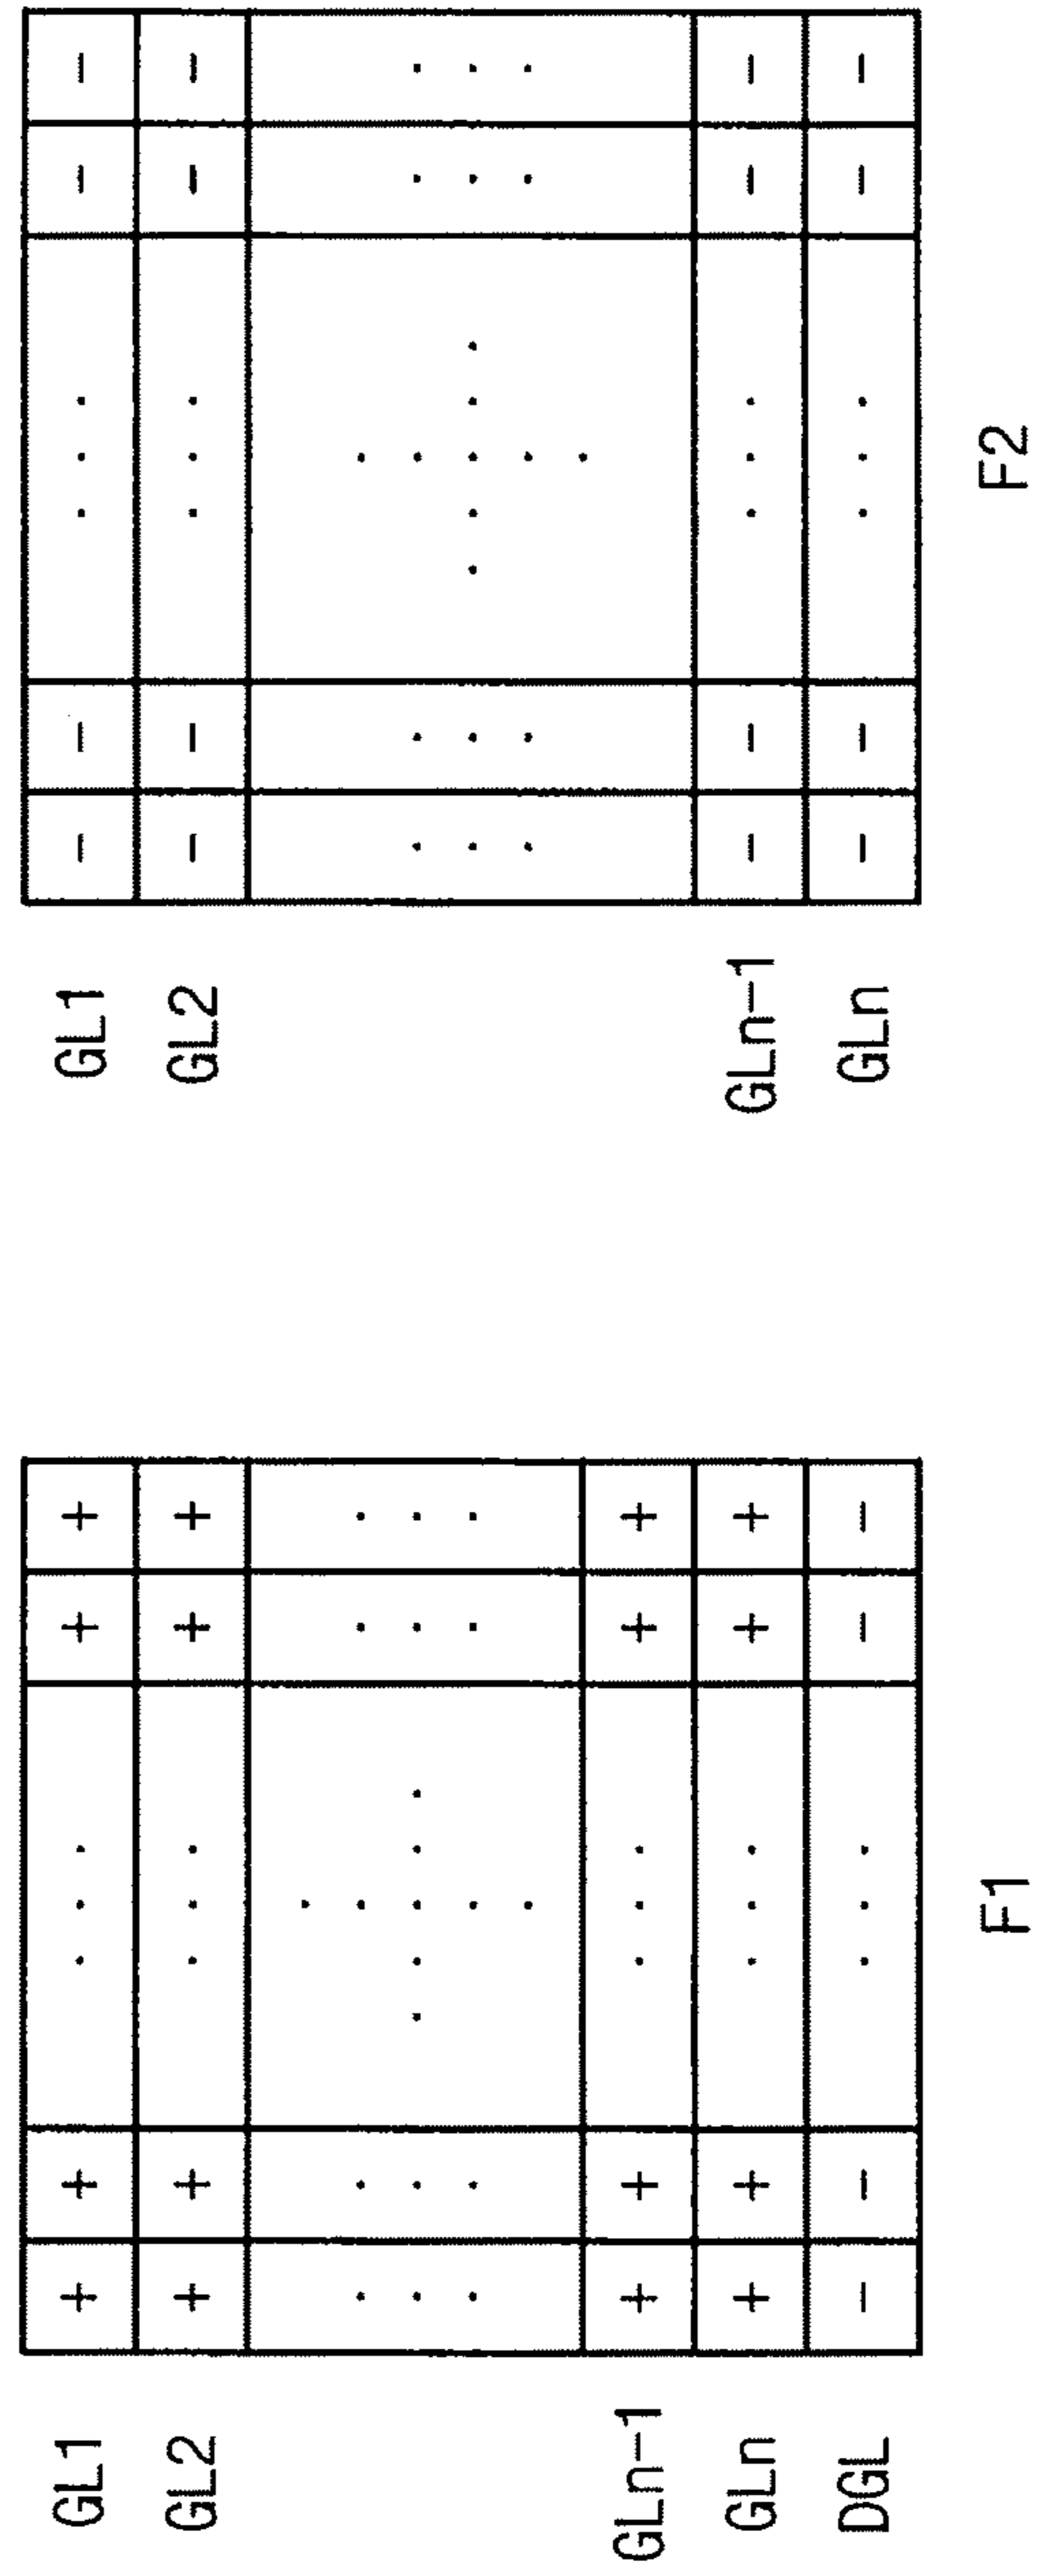 GL1 + + ... + +
GL2 + + ... + +
GLn-1 + + ... + +
GLn + + ... + +
DGL - - ... - -
F1
GL1 - - ... - -
GL2 - - ... - -
GLn-1 - - ... - -
GLn - - ... - -
F2